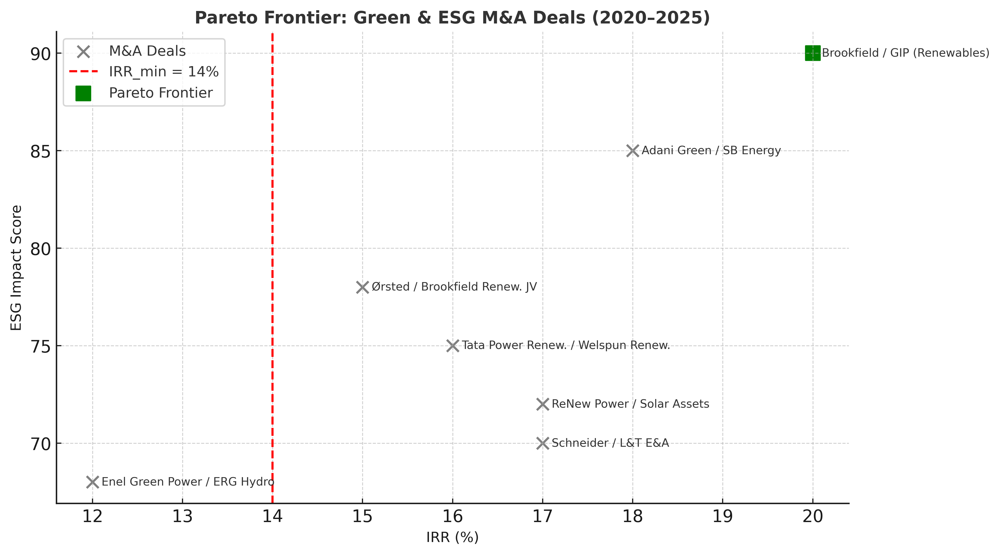 Pareto Frontier: Green & ESG M&A Deals (2020–2025)
M&A Deals
IRR_min = 14%
Pareto Frontier
ESG Impact Score
90
85
80
75
70
Brookfield / GIP (Renewables)
Adani Green / SB Energy
Ørsted / Brookfield Renew. JV
Tata Power Renew. / Welspun Renew.
ReNew Power / Solar Assets
Schneider / L&T E&A
Enel Green Power / ERG Hydro
12 13 14 15 16 17 18 19 20
IRR (%)